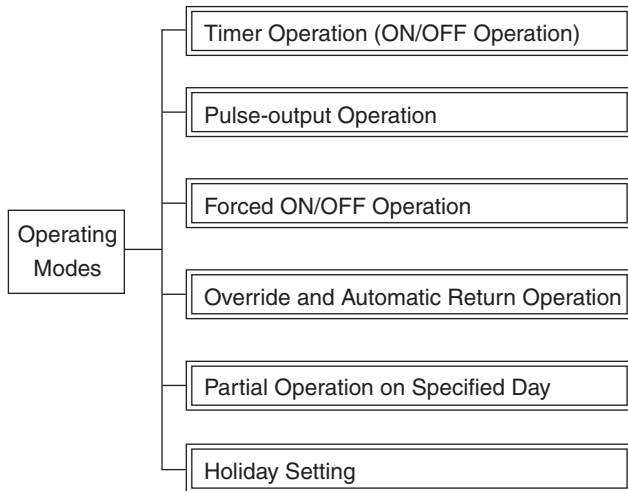 Timer Operation (ON/OFF Operation)
Pulse-output Operation
Forced ON/OFF Operation
Operating
Modes
Override and Automatic Return Operation
Partial Operation on Specified Day
Holiday Setting